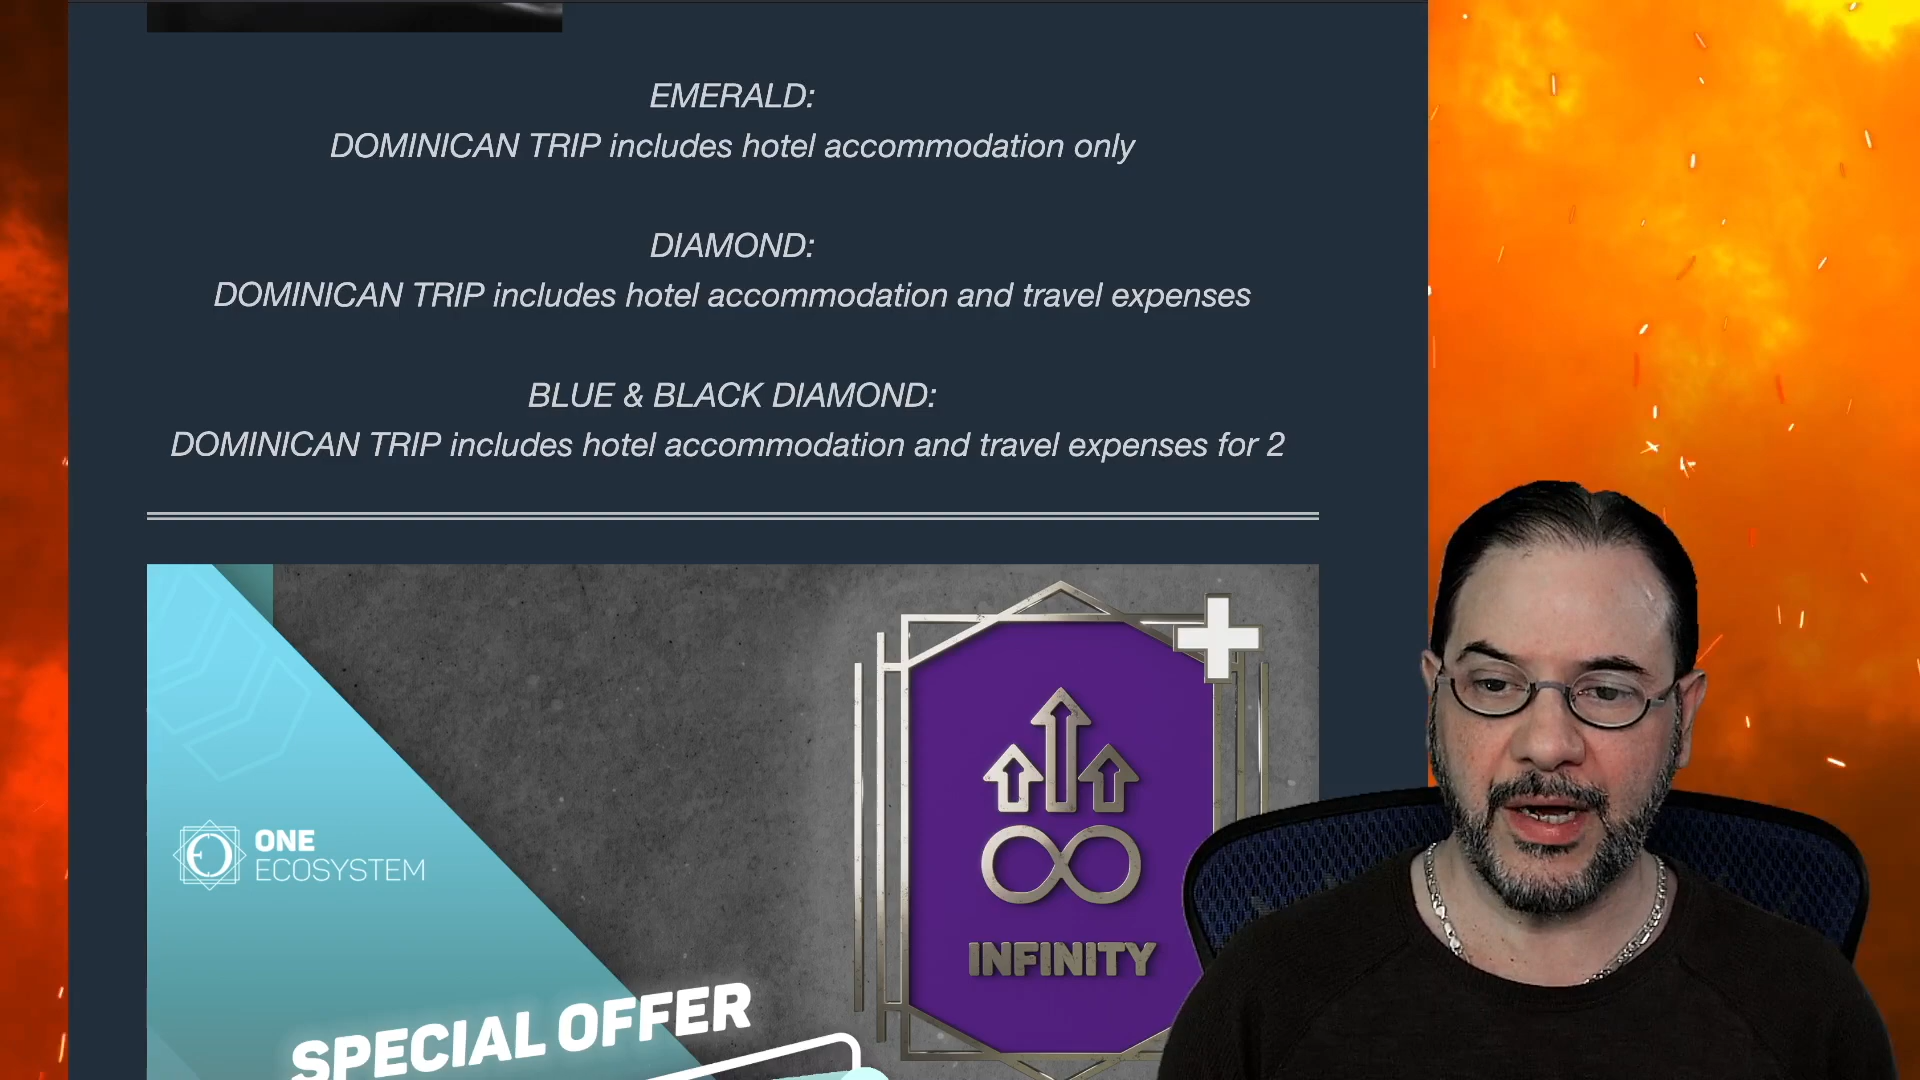 EMERALD:
DOMINICAN TRIP includes hotel accommodation only
DIAMOND:
DOMINICAN TRIP includes hotel accommodation and travel expenses
BLUE & BLACK DIAMOND:
DOMINICAN TRIP includes hotel accommodation and travel expenses for 2
ONE
ECOSYSTEM
INFINITY
SPECIAL OFFER